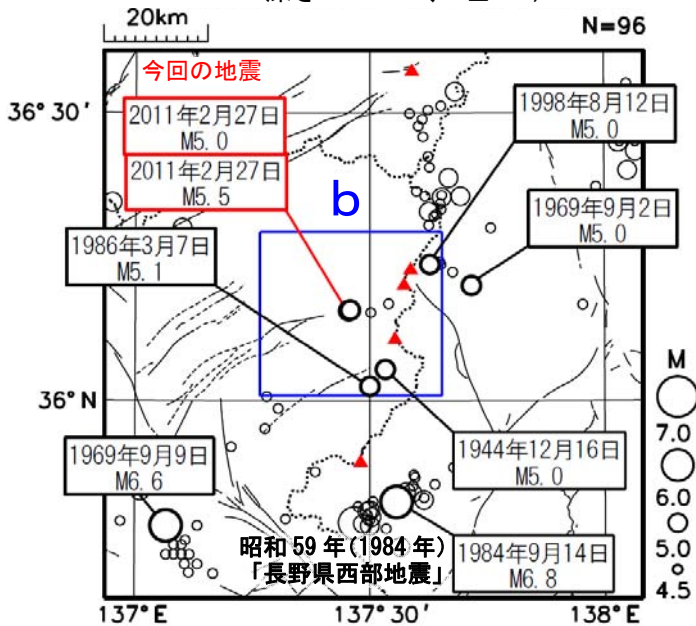 20km
N=96
今回の地震
36° 30′
2011年2月27日
M5.0
1998年8月12日
M5.0
2011年2月27日
M5.5
b
1969年9月2日
M5.0
1986年3月7日
M5.1
36° N
M
7.0
6.0
5.0
4.5
1969年9月9日
M6.6
1944年12月16日
M5.0
昭和 59 年(1984 年)
「長野県西部地震」
1984年9月14日
M6.8
137° E
137° 30′
138° E